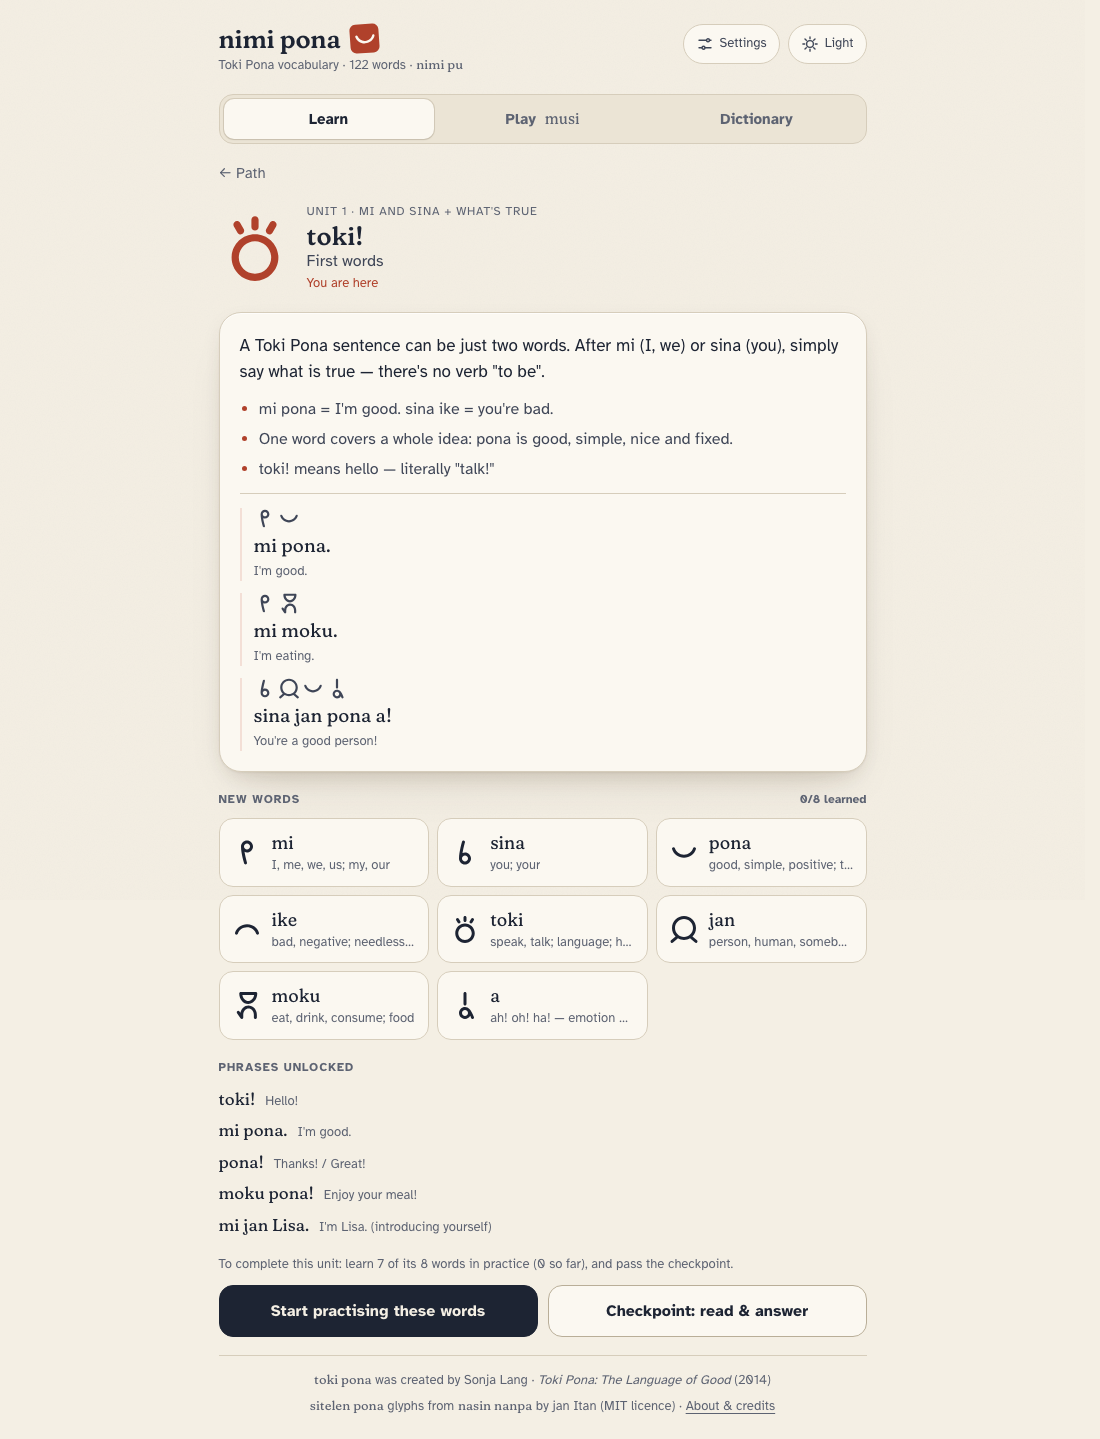 nimi pona
Settings
Light
Toki Pona vocabulary · 122 words · nimi pu
Learn
Play musi
Dictionary
← Path
UNIT 1 · MI AND SINA + WHAT'S TRUE
toki!
First words
You are here
A Toki Pona sentence can be just two words. After mi (I, we) or sina (you), simply
say what is true — there's no verb "to be".
• mi pona = I'm good. sina ike = you're bad.
• One word covers a whole idea: pona is good, simple, nice and fixed.
• toki! means hello — literally "talk!"
mi pona.
I'm good.
mi moku.
I'm eating.
sina jan pona a!
You're a good person!
NEW WORDS
0/8 learned
mi
I, me, we, us; my, our
sina
you; your
pona
good, simple, positive; t...
ike
bad, negative; needless...
toki
speak, talk; language; h...
jan
person, human, someb...
moku
eat, drink, consume; food
a
ah! oh! ha! — emotion ...
PHRASES UNLOCKED
toki! Hello!
mi pona. I'm good.
pona! Thanks! / Great!
moku pona! Enjoy your meal!
mi jan Lisa. I'm Lisa. (introducing yourself)
To complete this unit: learn 7 of its 8 words in practice (0 so far), and pass the checkpoint.
Start practising these words
Checkpoint: read & answer
toki pona was created by Sonja Lang · Toki Pona: The Language of Good (2014)
sitelen pona glyphs from nasin nanpa by jan Itan (MIT licence) · About & credits